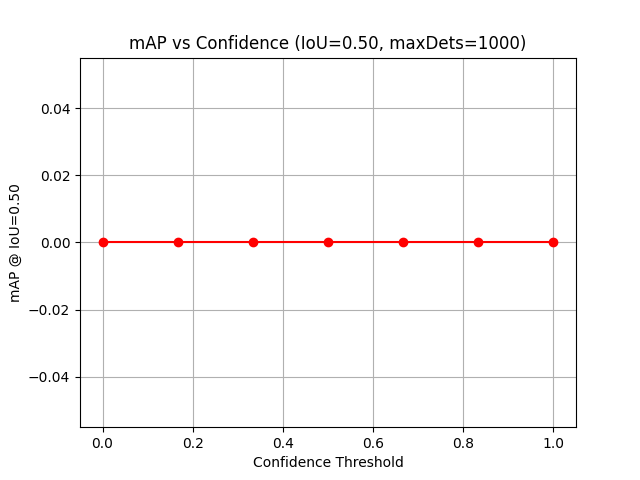 mAP vs Confidence (IoU=0.50, maxDets=1000)
mAP @ IoU=0.50
0.04
0.02
0.00
−0.02
−0.04
0.0 0.2 0.4 0.6 0.8 1.0
Confidence Threshold